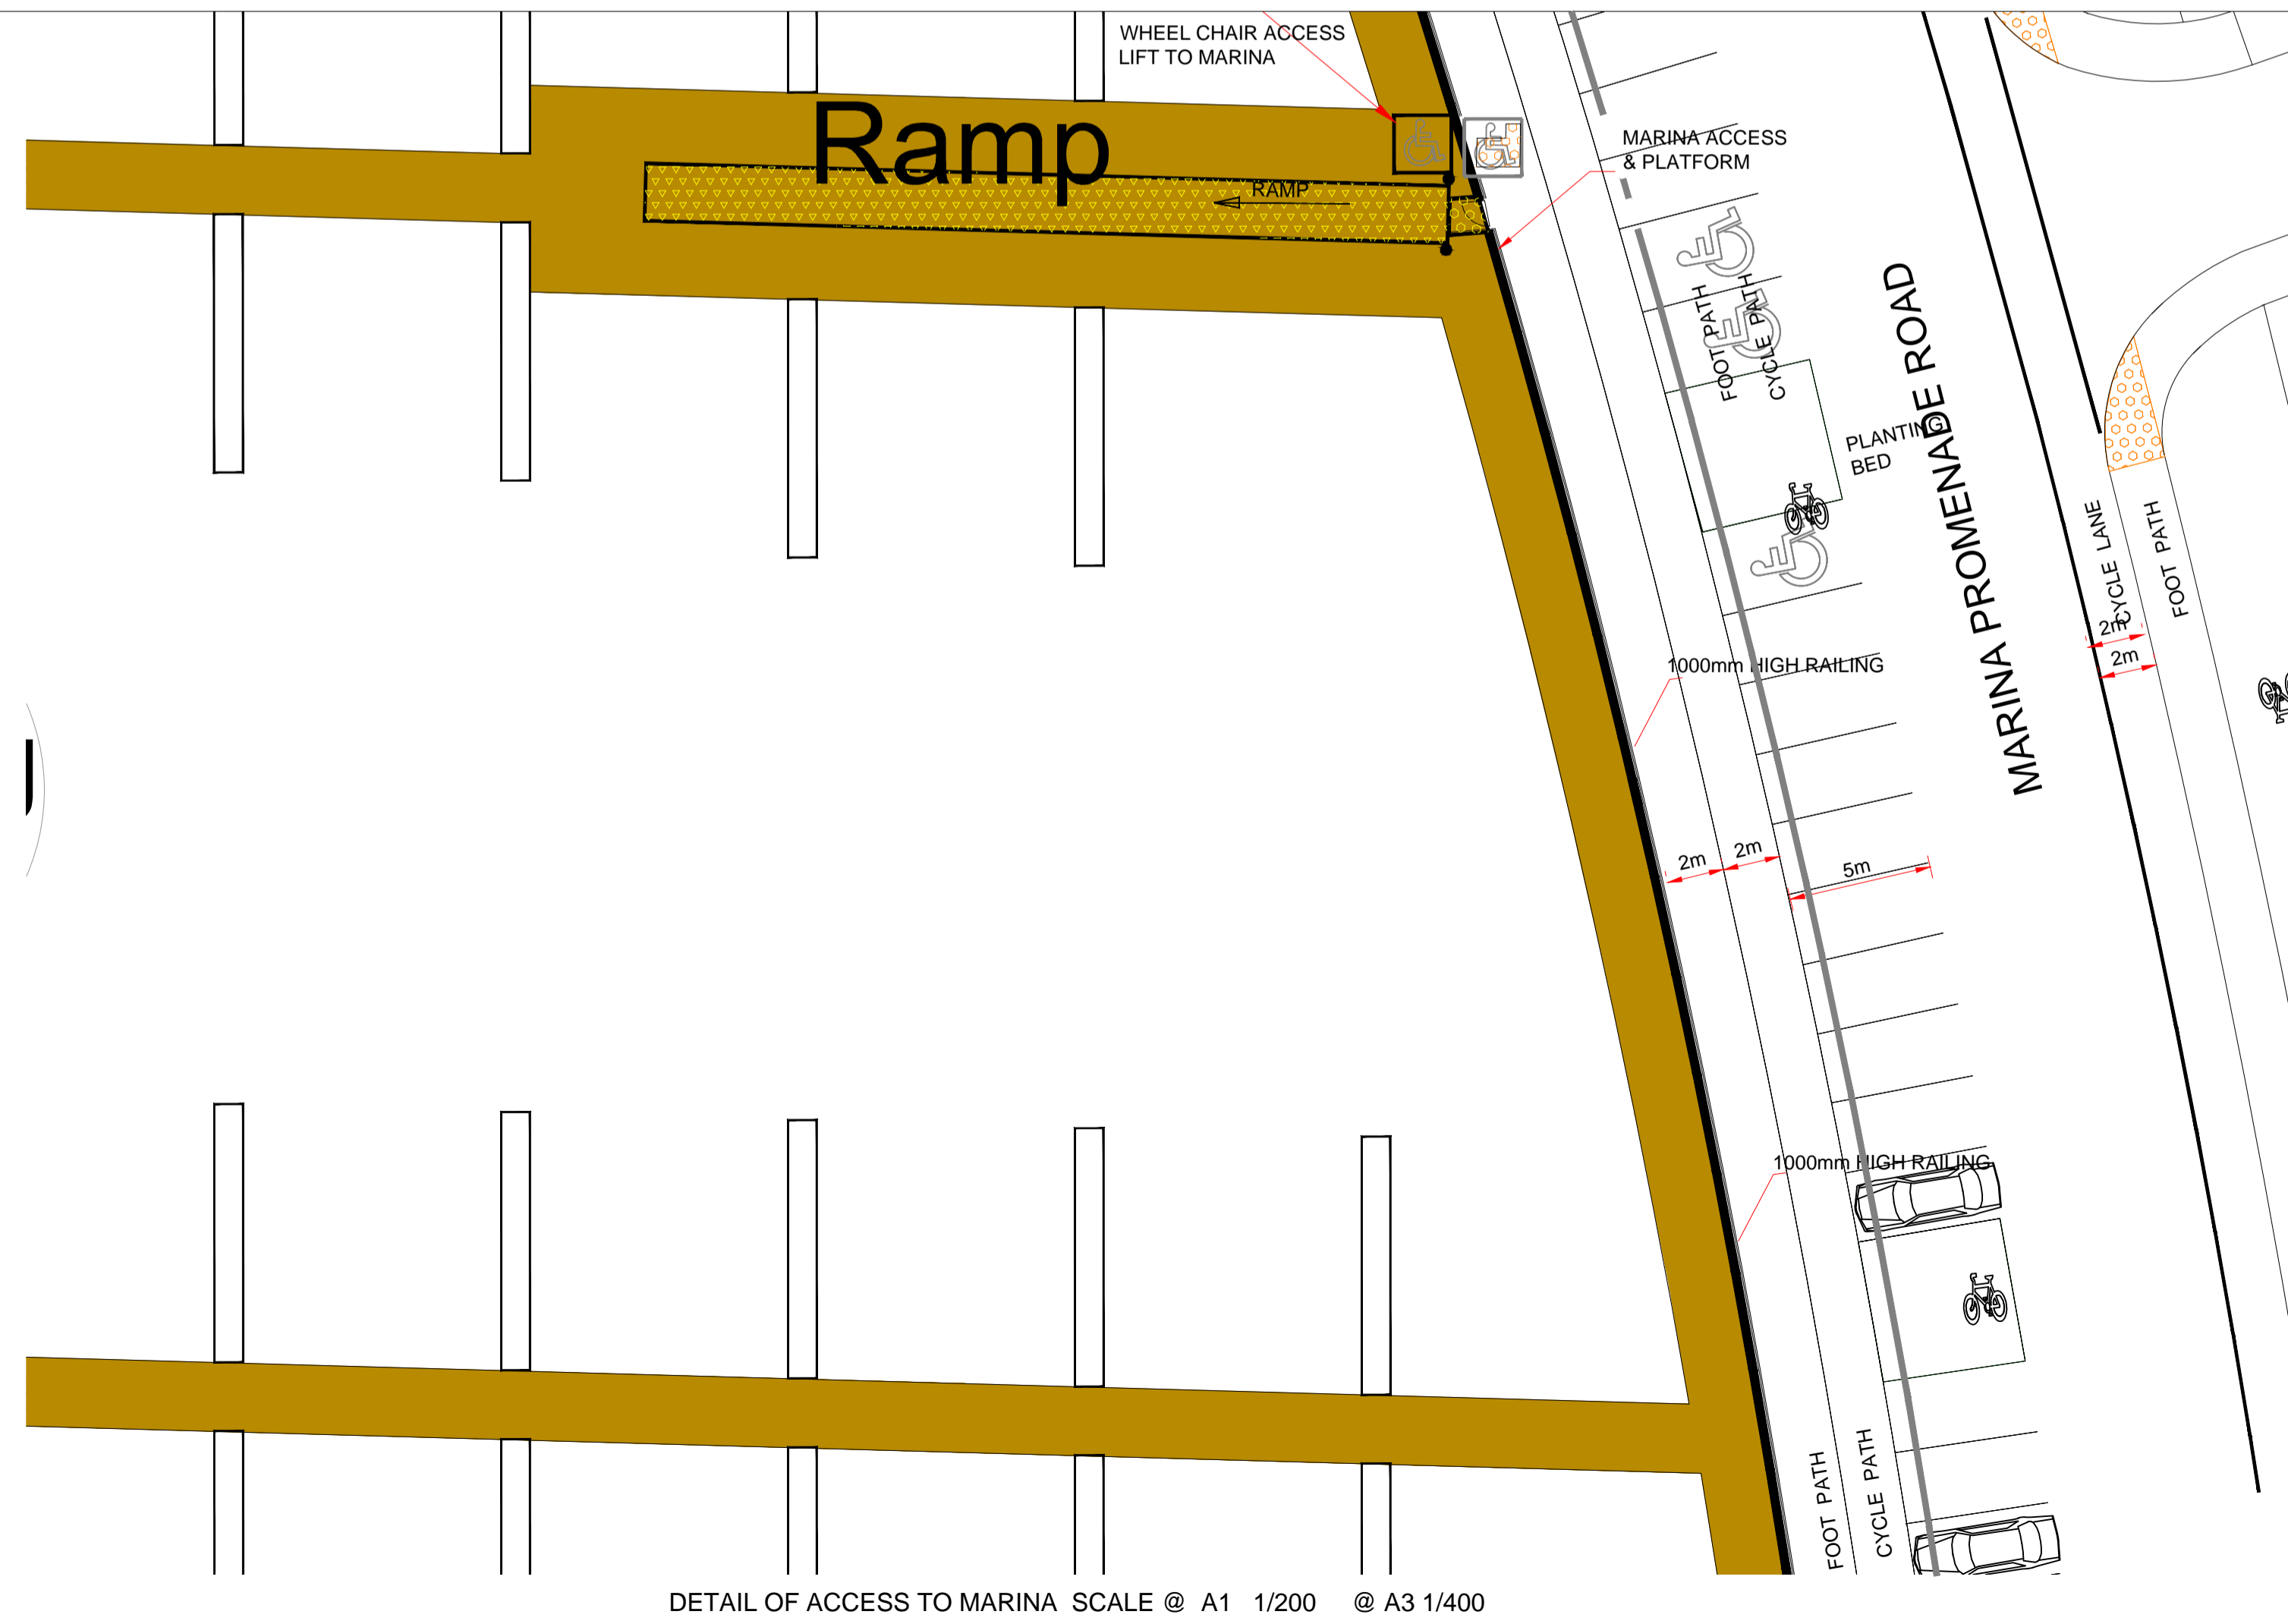 WHEEL CHAIR ACCESS
LIFT TO MARINA
Ramp
RAMP
MARINA ACCESS
& PLATFORM
FOOT PATH
CYCLE PATH
PLANTING
BED
MARINA PROMENADE ROAD
CYCLE LANE
FOOT PATH
2m
2m
1000mm HIGH RAILING
2m
2m
5m
1000mm HIGH RAILING
FOOT PATH
CYCLE PATH
DETAIL OF ACCESS TO MARINA SCALE @ A1 1/200 @ A3 1/400